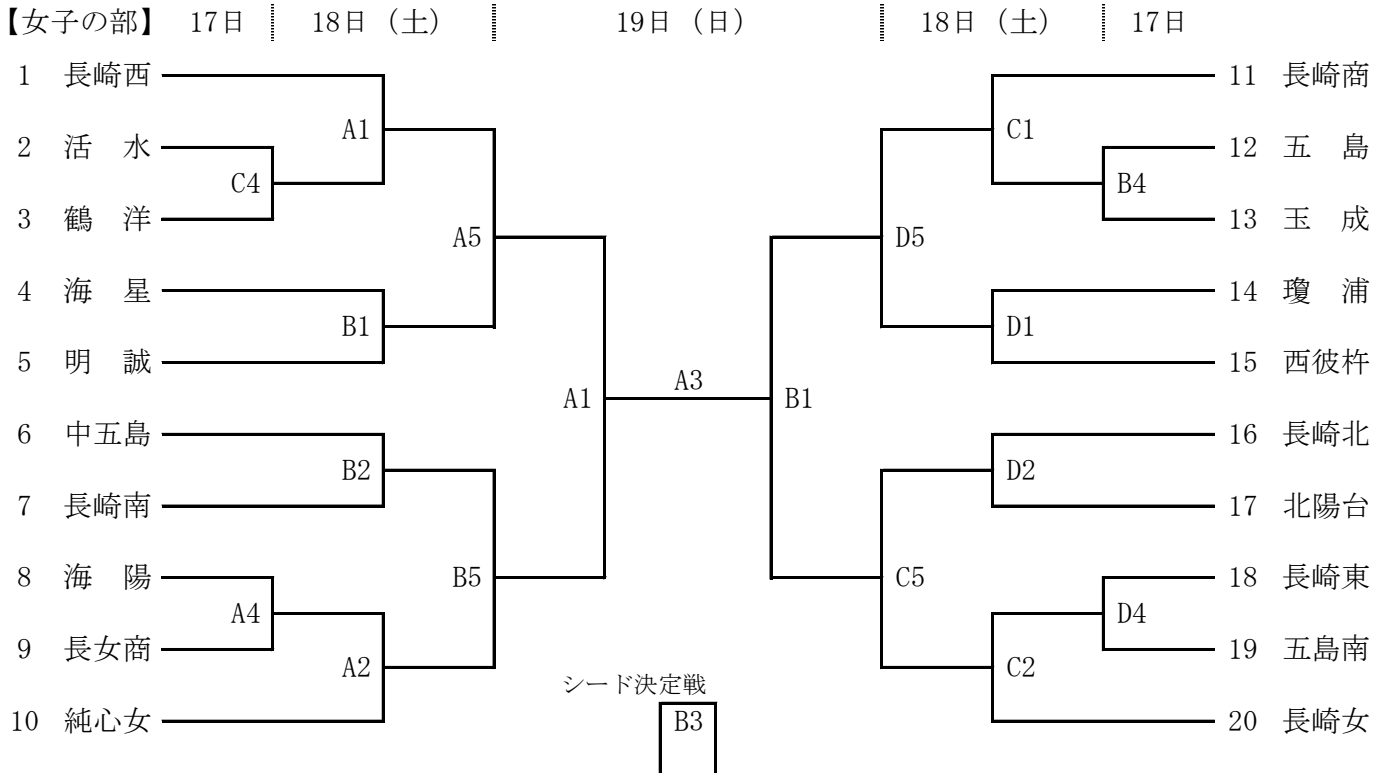 【女子の部】 17日 18日（土） 19日（日） 18日（土） 17日
1 長崎西 11 長崎商
A1 C1
2 活　水 12 五　島
C4 B4
3 鶴　洋 13 玉　成
A5 D5
4 海　星 14 瓊　浦
B1 D1
5 明　誠 15 西彼杵
A3
A1 B1
6 中五島 16 長崎北
B2 D2
7 長崎南 17 北陽台
8 海　陽 B5 C5 18 長崎東
A4 D4
9 長女商 19 五島南
A2 C2
シード決定戦
10 純心女 B3 20 長崎女